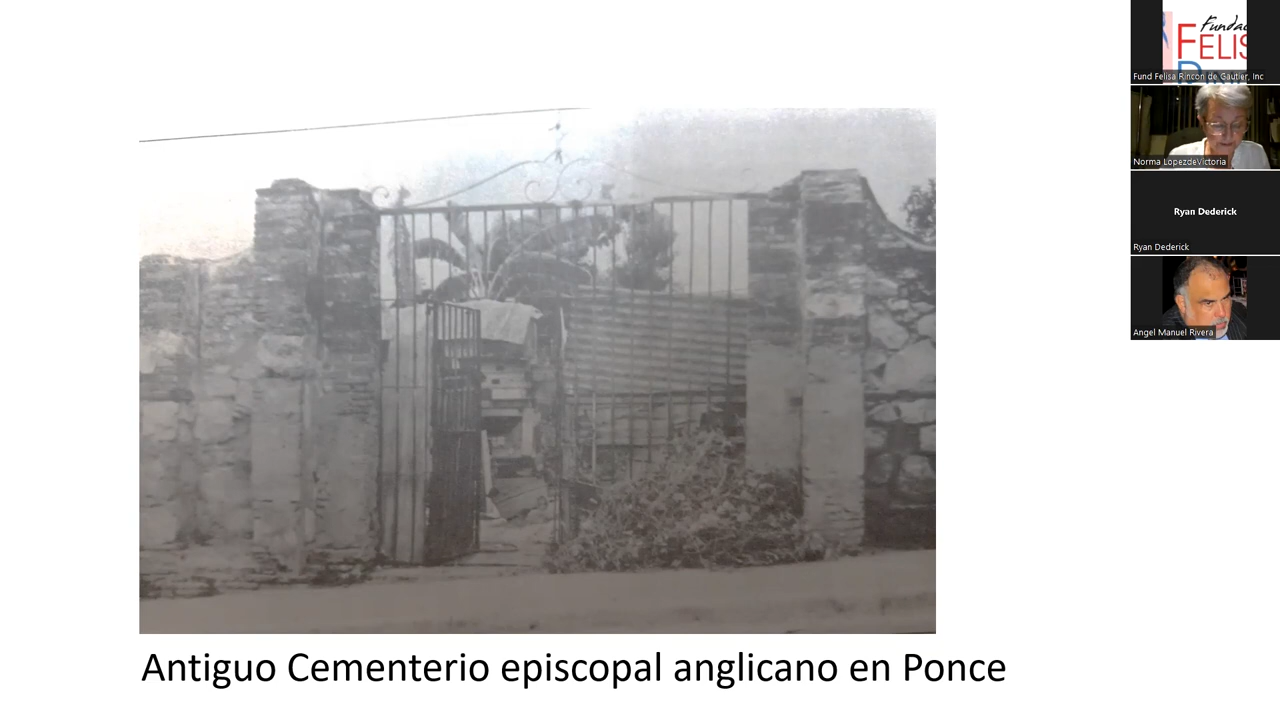 Antiguo Cementerio episcopal anglicano en Ponce
Fundac
FELIS
Fund Felisa Rincon de Gautier, Inc
Norma LopezdeVictoria
Ryan Dederick
Ryan Dederick
Angel Manuel Rivera